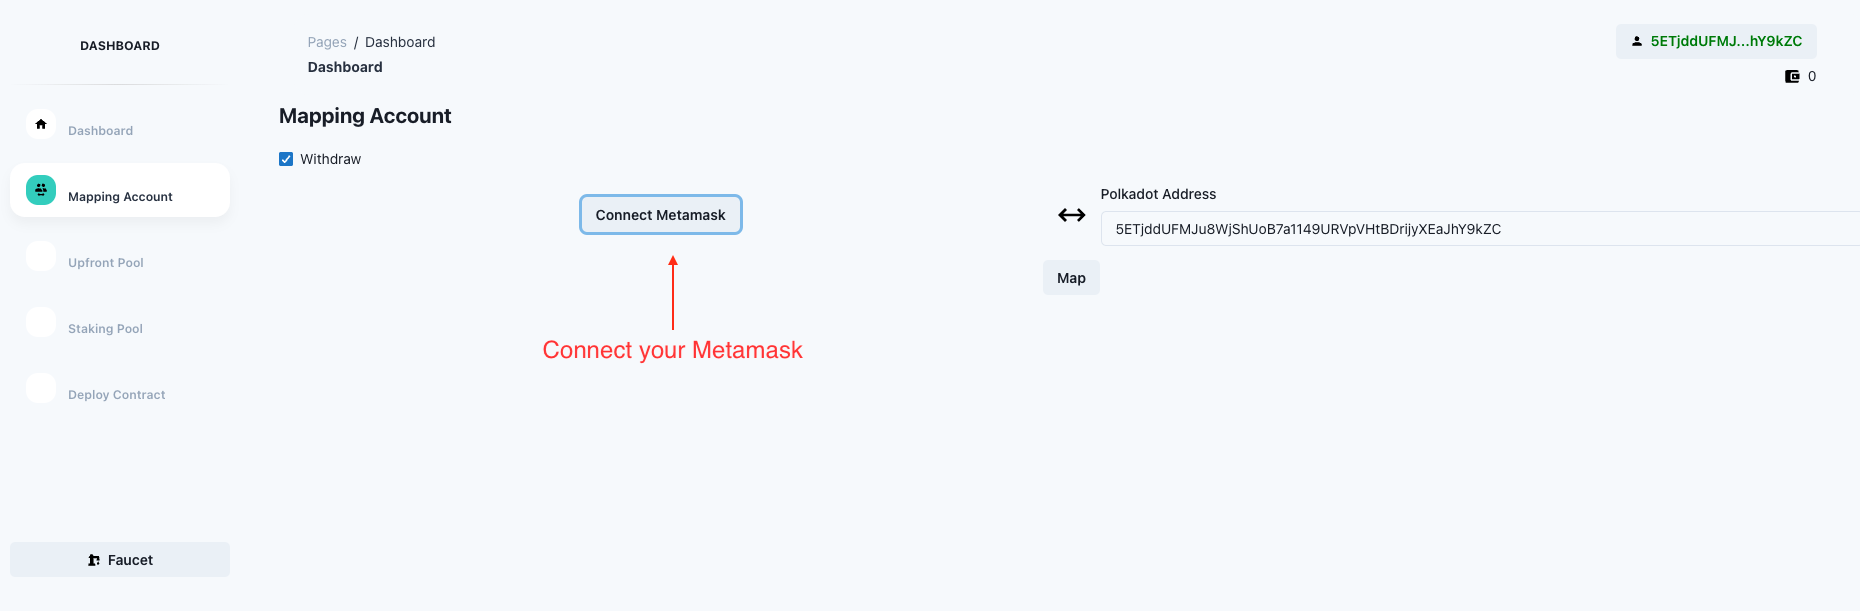 DASHBOARD
Dashboard
Mapping Account
Upfront Pool
Staking Pool
Deploy Contract
Faucet
Pages / Dashboard
Dashboard
5ETjddUFMJ...hY9kZC
0
Mapping Account
Withdraw
Connect Metamask
Connect your Metamask
Polkadot Address
5ETjddUFMJu8WjShUoB7a1149URVpVHtBDrijyXEaJhY9kZC
Map